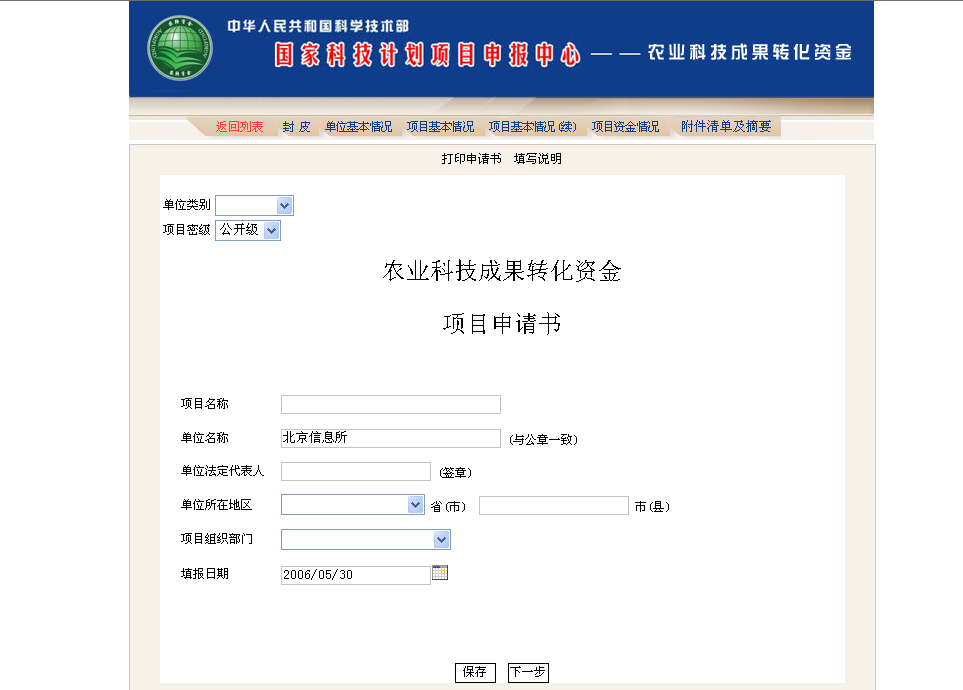 中华人民共和国科学技术部
国家科技计划项目申报中心 — — 农业科技成果转化资金
返回列表 封 皮 单位基本情况 项目基本情况 项目基本情况(续) 项目资金情况 附件清单及摘要
打印申请书 填写说明
单位类别
项目密级 公开级
农业科技成果转化资金
项目申请书
项目名称
单位名称 北京信息所 (与公章一致)
单位法定代表人 (签章)
单位所在地区 省(市) 市(县)
项目组织部门
填报日期 2006/05/30
保存 下一步